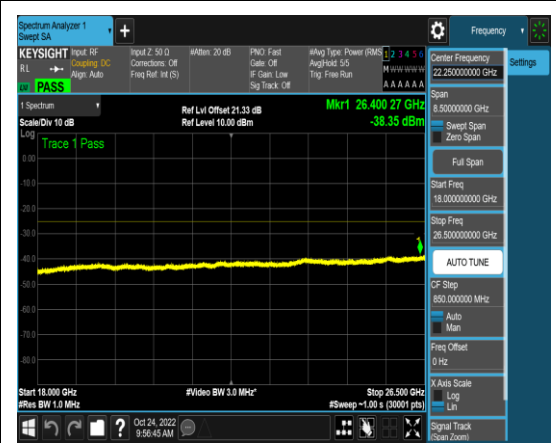 Spectrum Analyzer 1
Swept SA
+
Frequency
KEYSIGHT
RL
PASS
Input: RF
Coupling: DC
Align: Auto
Input Z: 50 Ω
Corrections: Off
Freq Ref: Int (S)
#Atten: 20 dB
PNO: Fast
Gate: Off
IF Gain: Low
Sig Track: Off
#Avg Type: Power (RMS
Avg|Hold: 5/5
Trig: Free Run
1 2 3 4 5 6
M W W W W W
A A A A A A
1 Spectrum
Scale/Div 10 dB
Ref Lvl Offset 21.33 dB
Ref Level 10.00 dBm
Mkr1 26.400 27 GHz
-38.35 dBm
Log
Trace 1 Pass
0.00
-10.0
-20.0
-30.0
-40.0
-50.0
-60.0
-70.0
-80.0
1
Start 18.000 GHz
#Res BW 1.0 MHz
#Video BW 3.0 MHz*
Stop 26.500 GHz
#Sweep ~1.00 s (30001 pts)
Oct 24, 2022
9:56:45 AM
?
Center Frequency
22.250000000 GHz
Settings
Span
8.50000000 GHz
Swept Span
Zero Span
Full Span
Start Freq
18.000000000 GHz
Stop Freq
26.500000000 GHz
AUTO TUNE
CF Step
850.000000 MHz
Auto
Man
Freq Offset
0 Hz
X Axis Scale
Log
Lin
Signal Track
(Span Zoom)